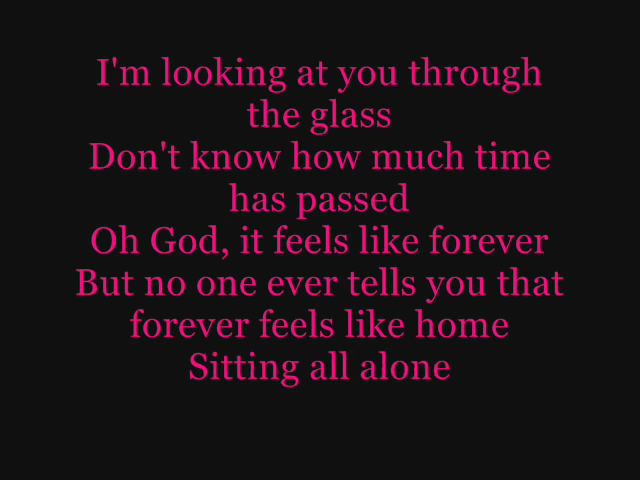 I'm looking at you through
the glass
Don't know how much time
has passed
Oh God, it feels like forever
But no one ever tells you that
forever feels like home
Sitting all alone